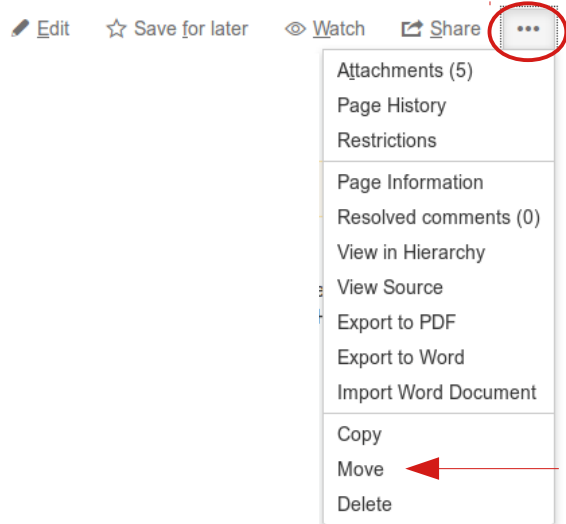 Edit Save for later Watch Share •••
Attachments (5)
Page History
Restrictions
Page Information
Resolved comments (0)
View in Hierarchy
View Source
Export to PDF
Export to Word
Import Word Document
Copy
Move
Delete